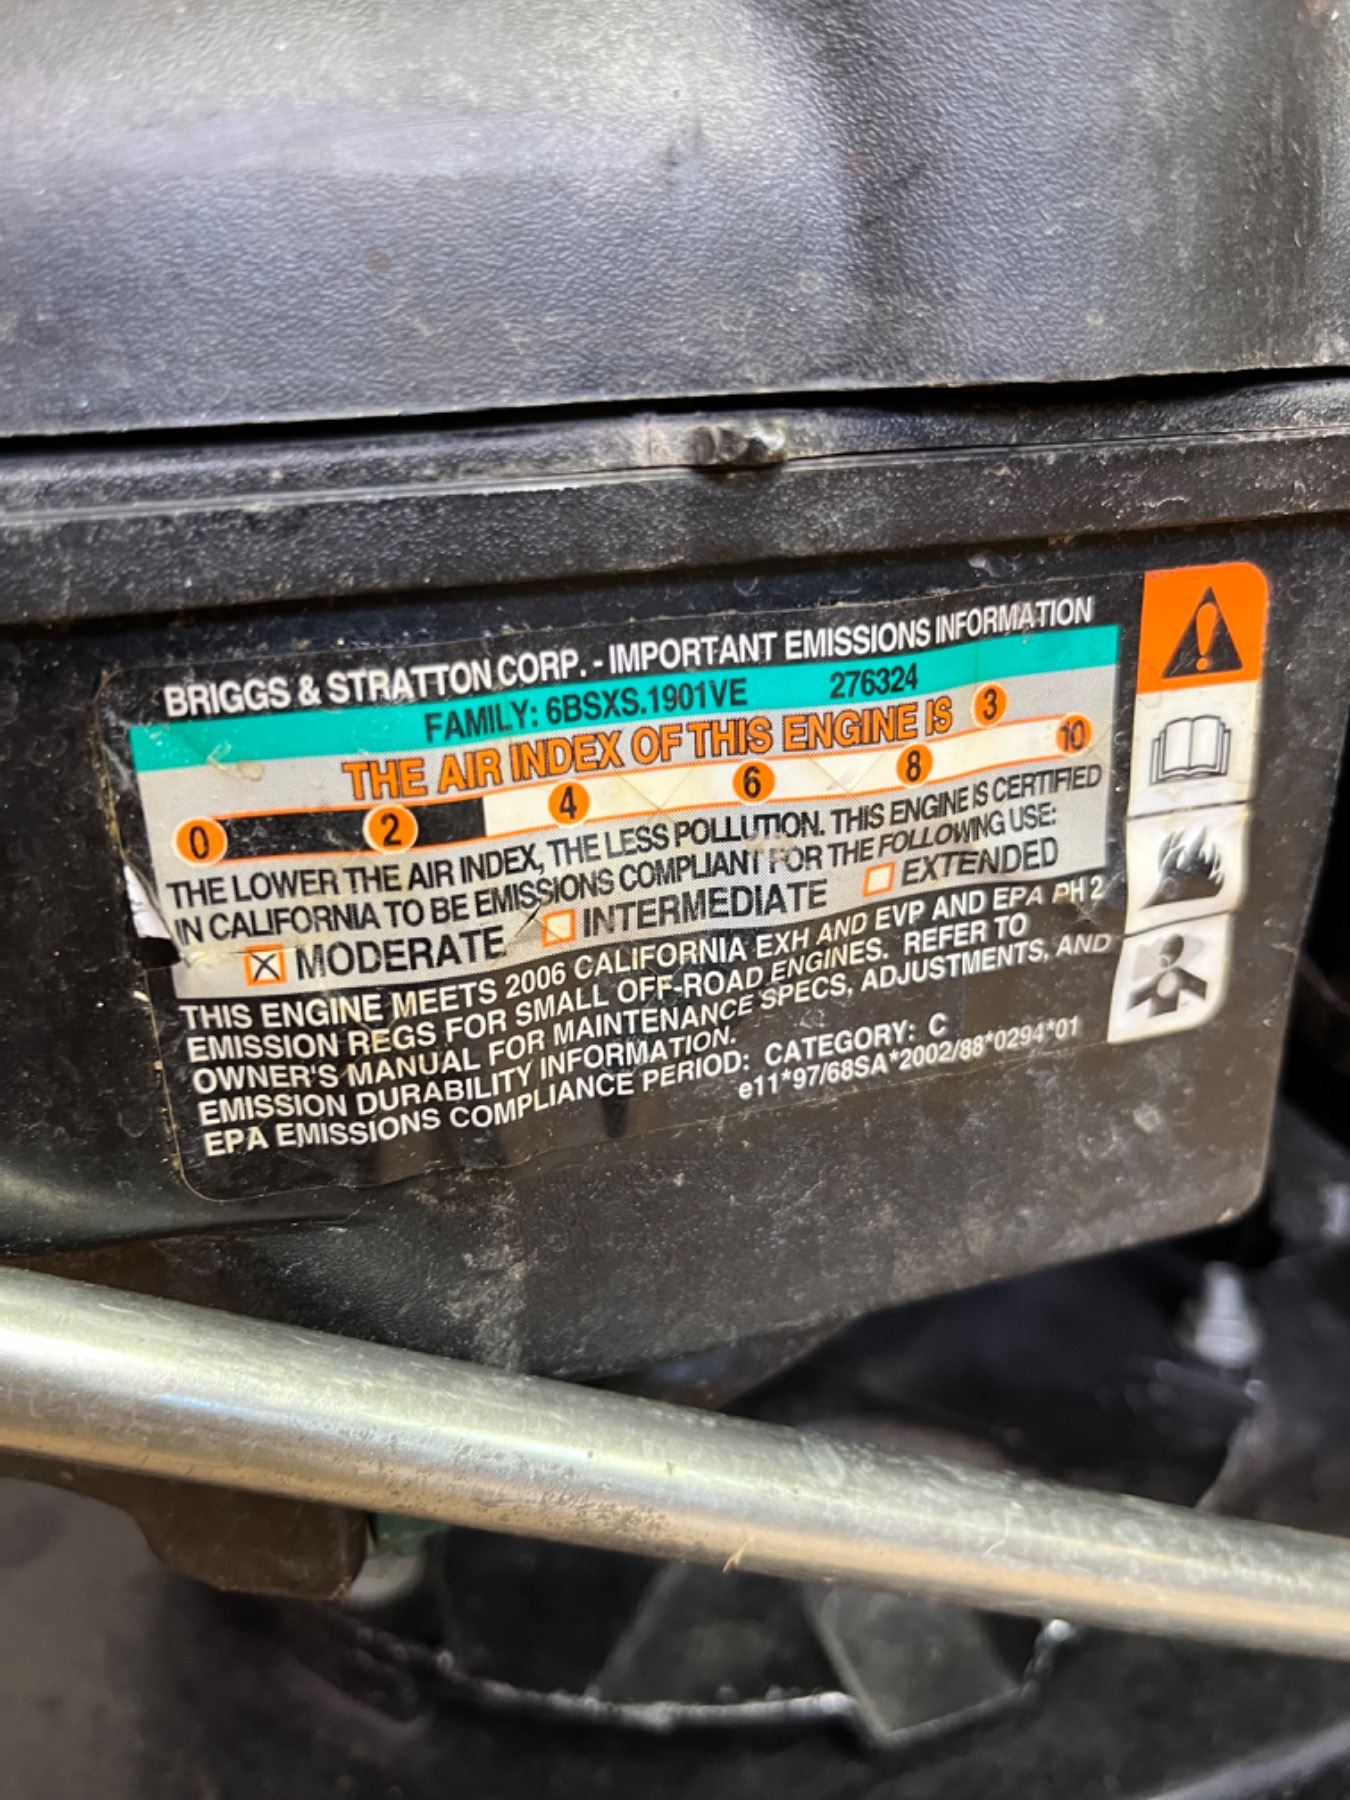 BRIGGS & STRATTON CORP. - IMPORTANT EMISSIONS INFORMATION
FAMILY: 6BSXS.1901VE 276324
THE AIR INDEX OF THIS ENGINE IS 3
0 2 4 6 8 10
THE LOWER THE AIR INDEX, THE LESS POLLUTION. THIS ENGINE IS CERTIFIED
IN CALIFORNIA TO BE EMISSIONS COMPLIANT FOR THE FOLLOWING USE:
MODERATE INTERMEDIATE EXTENDED
THIS ENGINE MEETS 2006 CALIFORNIA EXH AND EVP AND EPA PH 2
EMISSION REGS FOR SMALL OFF-ROAD ENGINES. REFER TO
OWNER'S MANUAL FOR MAINTENANCE SPECS, ADJUSTMENTS, AND
EMISSION DURABILITY INFORMATION.
EPA EMISSIONS COMPLIANCE PERIOD: CATEGORY: C
e11*97/68SA*2002/88*0294*01